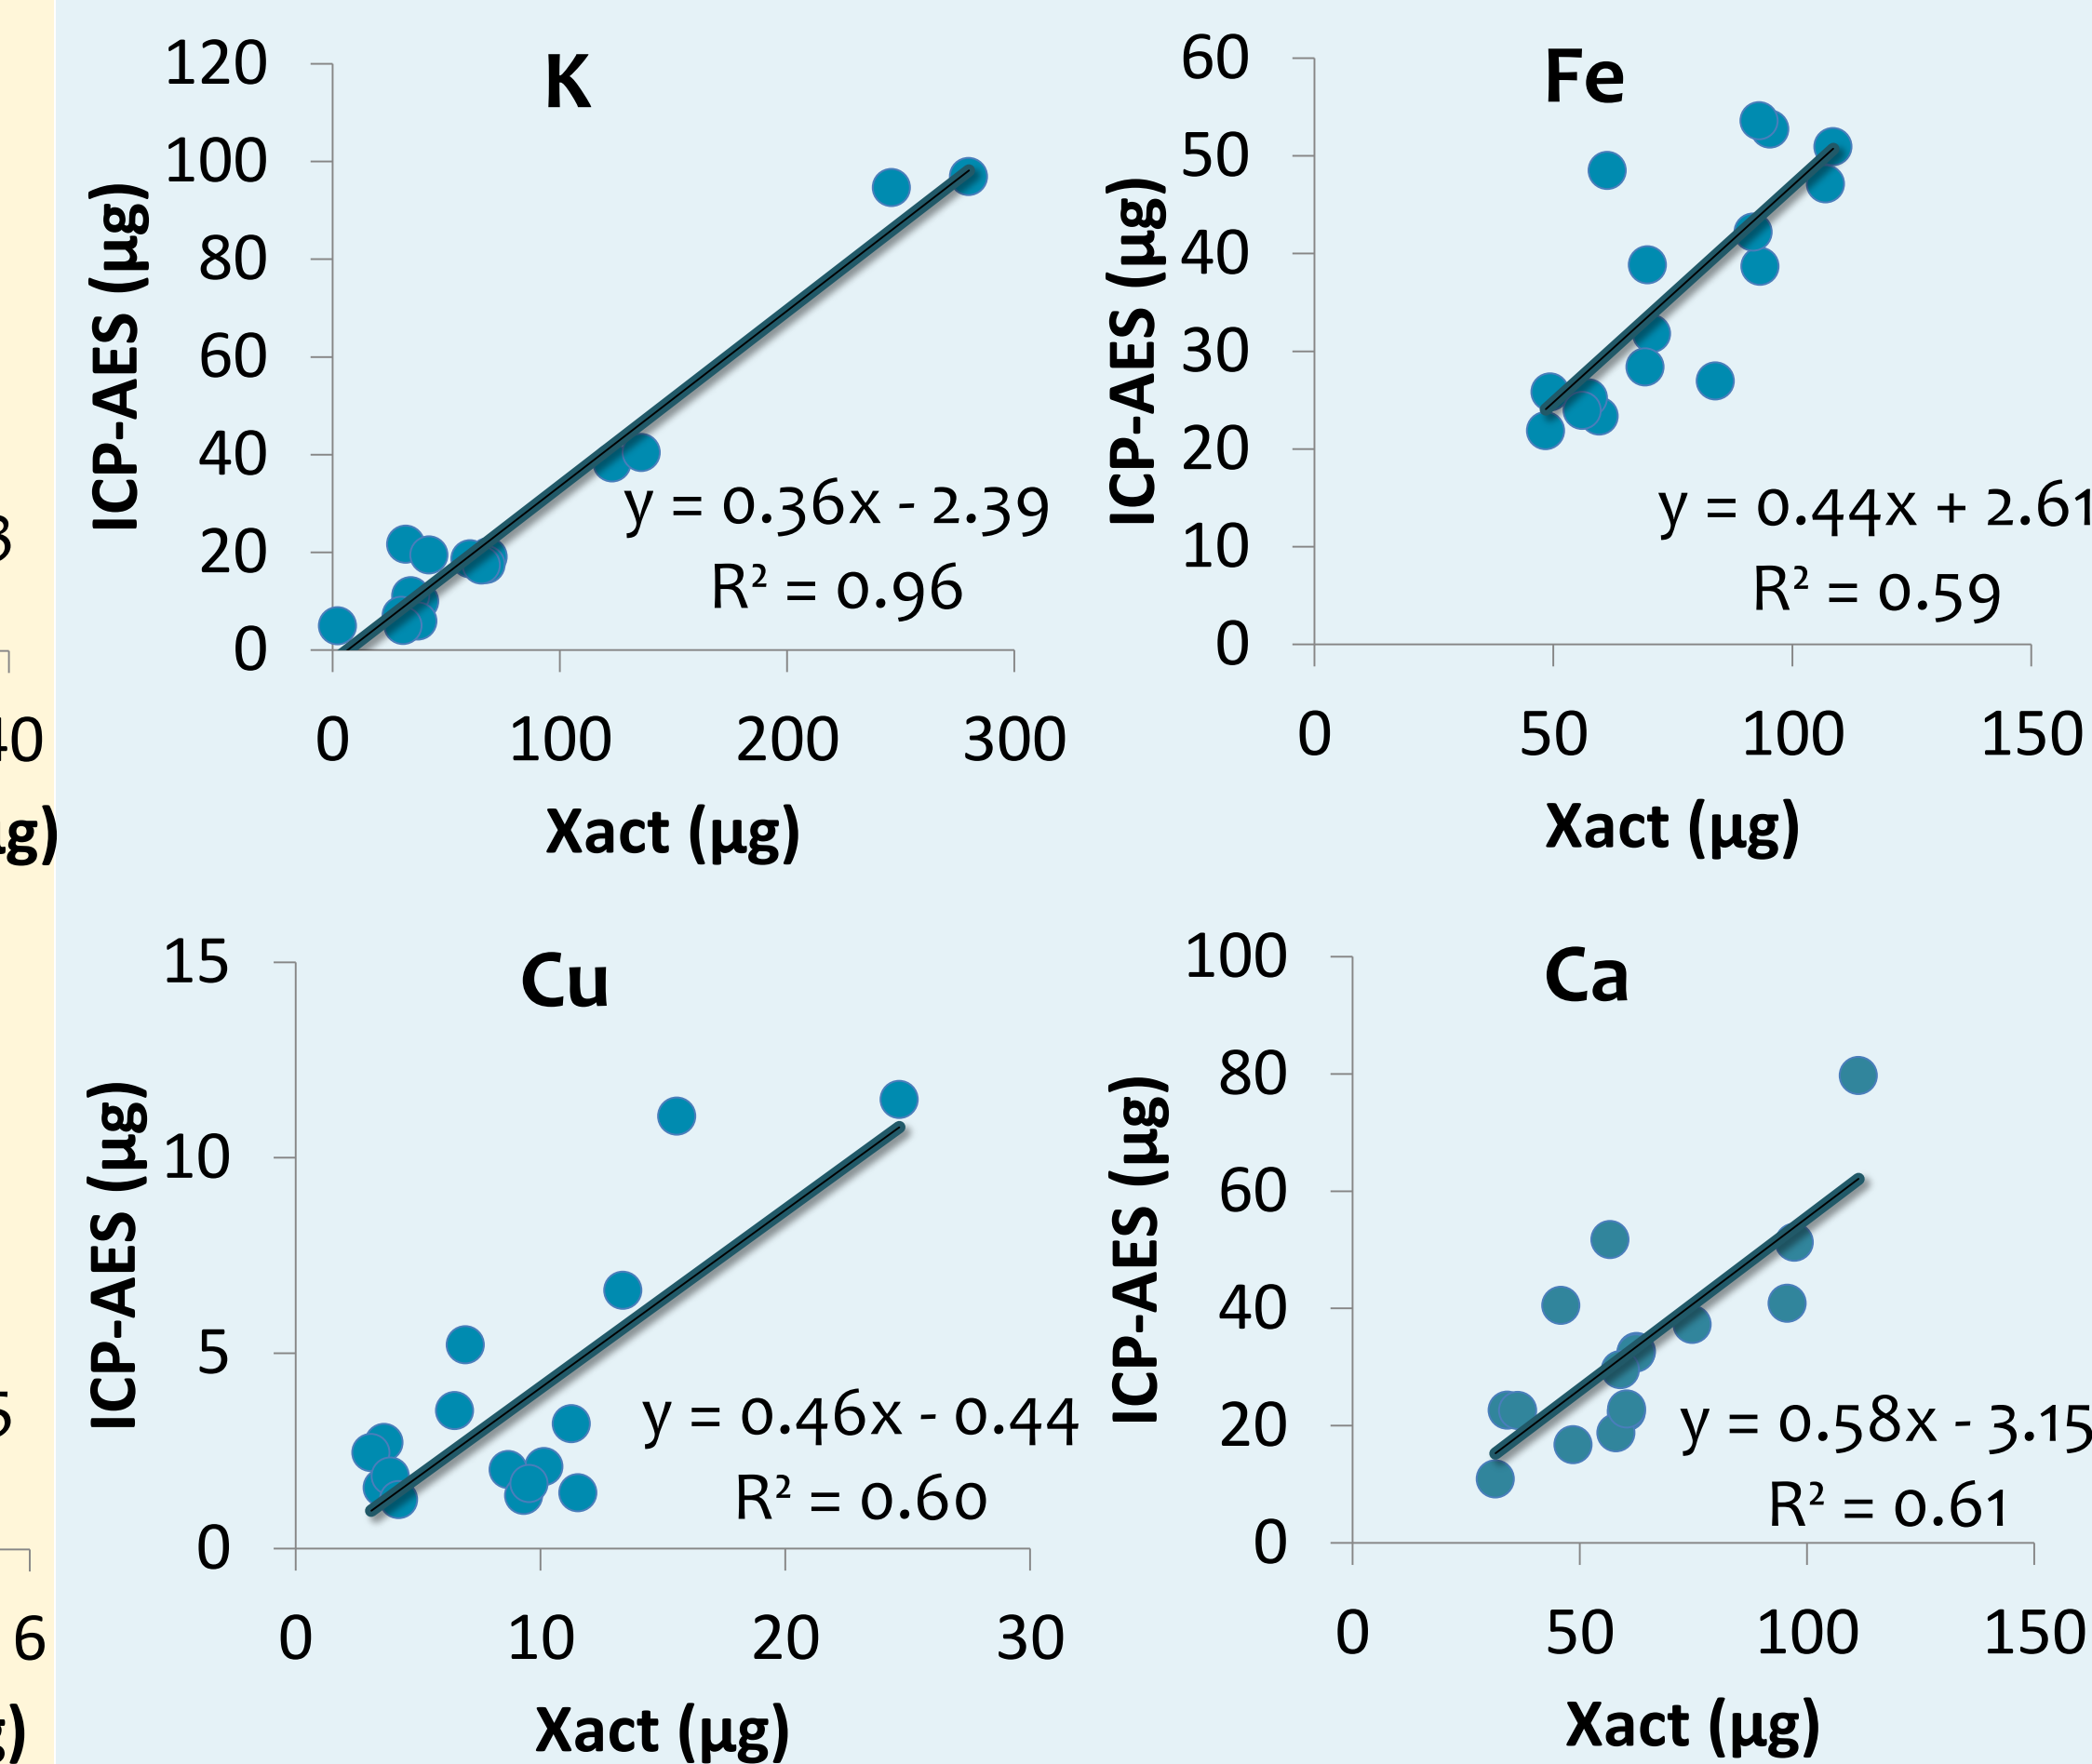 K
120
100
80
60
40
20
0
ICP-AES (µg)
y = 0.36x - 2.39
R² = 0.96
0 100 200 300
Xact (µg)
Fe
60
50
40
30
20
10
0
ICP-AES (µg)
y = 0.44x + 2.61
R² = 0.59
0 50 100 150
Xact (µg)
Cu
15
10
5
0
ICP-AES (µg)
y = 0.46x - 0.44
R² = 0.60
0 10 20 30
Xact (µg)
Ca
100
80
60
40
20
0
ICP-AES (µg)
y = 0.58x - 3.15
R² = 0.61
0 50 100 150
Xact (µg)
6